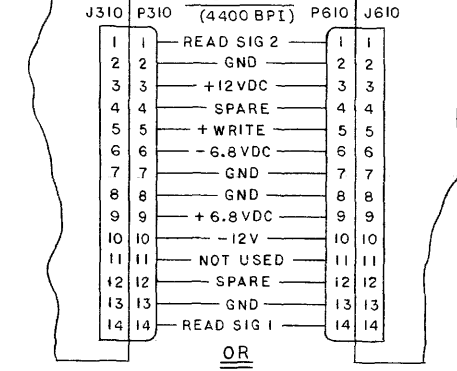 J310 P310 (4400 BPI) P610 J610
1 1 READ SIG 2 1 1
2 2 GND 2 2
3 3 +12VDC 3 3
4 4 SPARE 4 4
5 5 + WRITE 5 5
6 6 -6.8VDC 6 6
7 7 GND 7 7
8 8 GND 8 8
9 9 +6.8VDC 9 9
10 10 -12V 10 10
11 11 NOT USED 11 11
12 12 SPARE 12 12
13 13 GND 13 13
14 14 READ SIG 1 14 14
OR